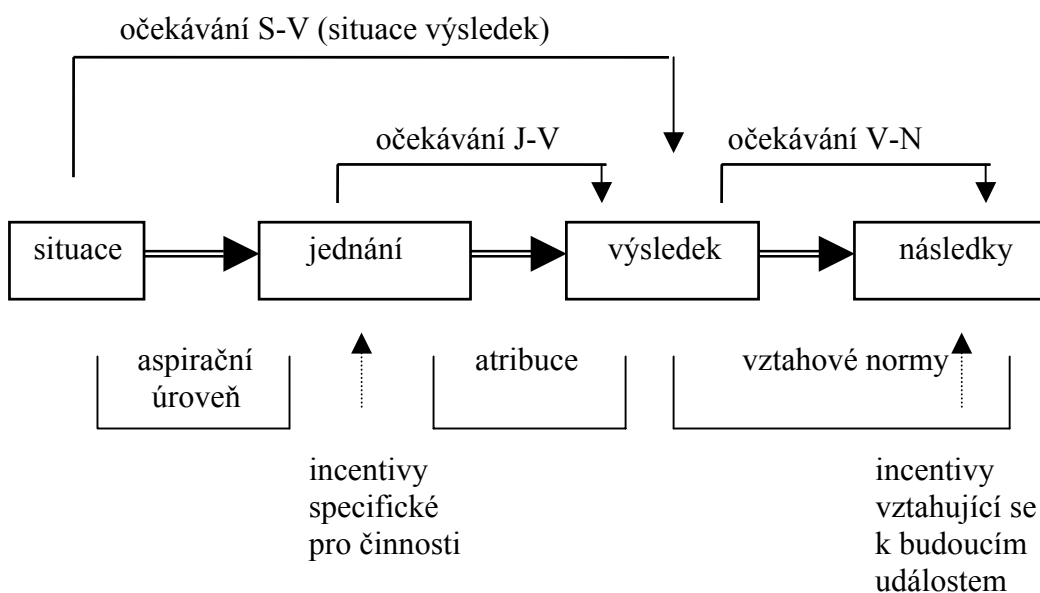 očekávání S-V (situace výsledek)
očekávání J-V
očekávání V-N
situace
jednání
výsledek
následky
aspirační
úroveň
atribuce
vztahové normy
incentivy
specifické
pro činnosti
incentivy
vztahující se
k budoucím
událostem